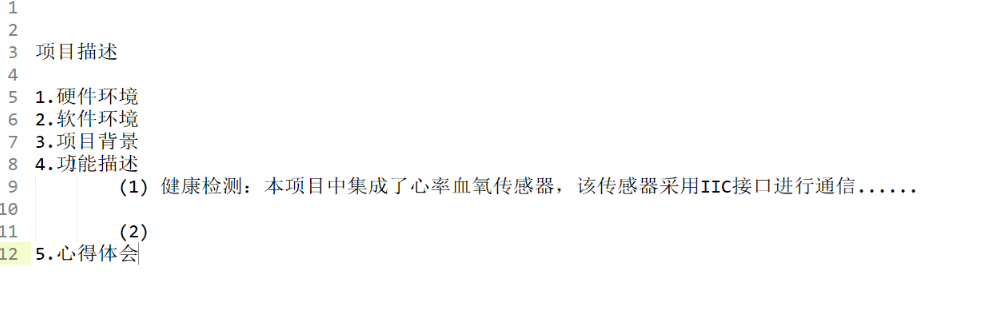 1
2
3 项目描述
4
5 1.硬件环境
6 2.软件环境
7 3.项目背景
8 4.功能描述
9 (1) 健康检测：本项目中集成了心率血氧传感器，该传感器采用IIC接口进行通信......
10
11 (2)
12 5.心得体会